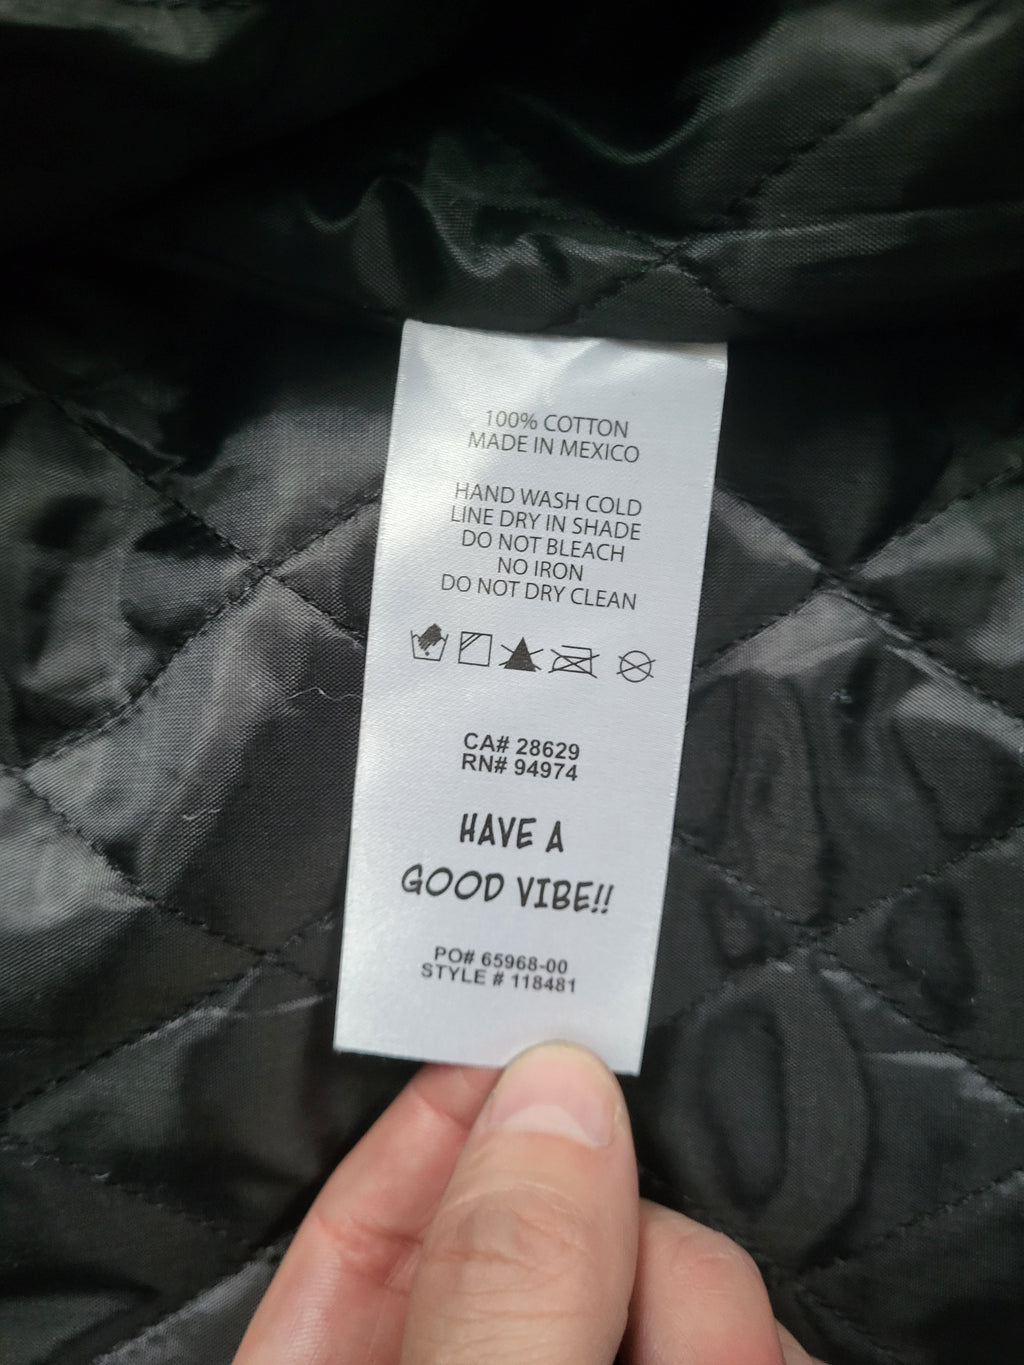 100% COTTON
MADE IN MEXICO
HAND WASH COLD
LINE DRY IN SHADE
DO NOT BLEACH
NO IRON
DO NOT DRY CLEAN
CA# 28629
RN# 94974
HAVE A
GOOD VIBE!!
PO# 65968-00
STYLE # 118481